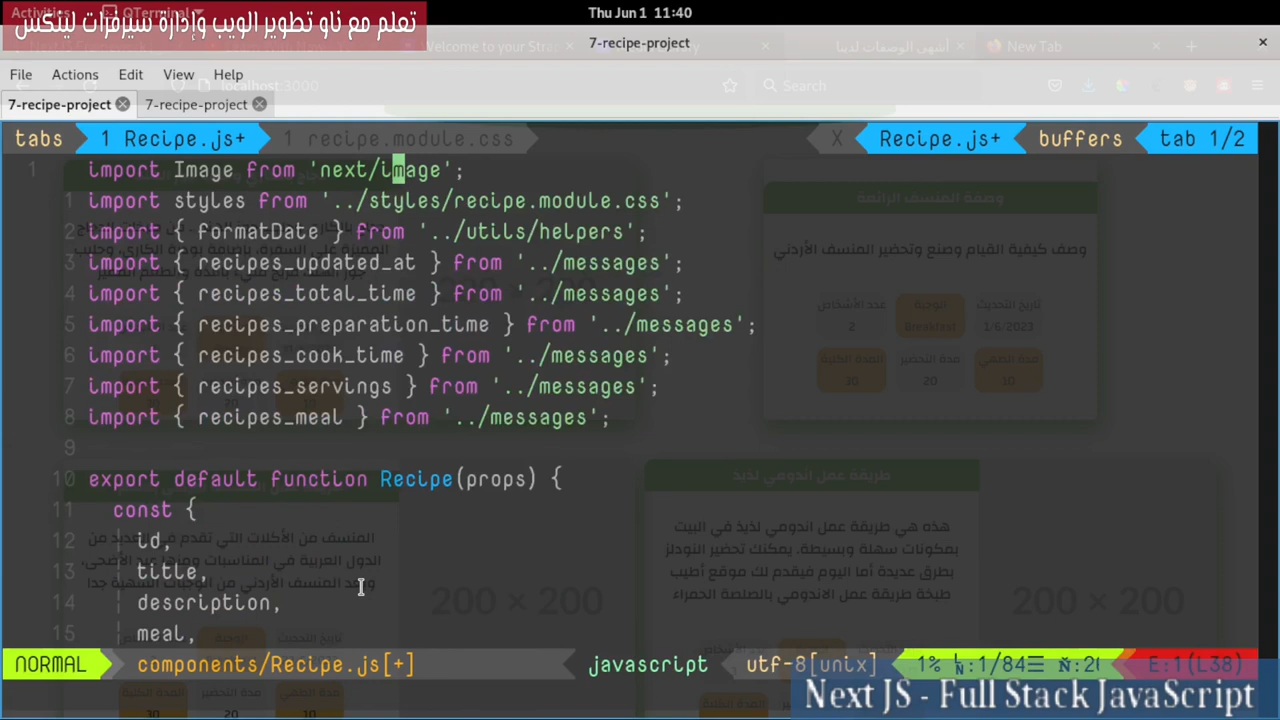 Activities
QTerminal
Thu Jun 1 11:40
تعلم مع ناو تطوير الويب وإدارة سيرفرات لينكس
Welcome to your Stra
أشهى الوصفات لدينا
New Tab
7-recipe-project
File Actions Edit View Help
localhost:3000
Search
7-recipe-project
7-recipe-project
tabs 1 Recipe.js+ 1 recipe.module.css X Recipe.js+ buffers tab 1/2
1 import Image from 'next/image';
1 import styles from '../styles/recipe.module.css';
2 import { formatDate } from '../utils/helpers';
3 import { recipes_updated_at } from '../messages';
4 import { recipes_total_time } from '../messages';
5 import { recipes_preparation_time } from '../messages';
6 import { recipes_cook_time } from '../messages';
7 import { recipes_servings } from '../messages';
8 import { recipes_meal } from '../messages';
9
10 export default function Recipe(props) {
11 const {
12 id,
13 title,
14 description,
15 meal,
وصفة المنسف الرائعة
وصف كيفية القيام وصنع وتحضير المنسف الأردني
تاريخ التحديث الوجبة عدد الأشخاص
1/6/2023 Breakfast 2
مدة الطهي مدة التحضير المدة الكلية
10 20 30
المنسف من الأكلات التي تقدم في العديد من
الدول العربية في المناسبات ومنها عيد الأضحى،
200 × 200
طريقة عمل اندومي لذيذ
هذه هي طريقة عمل اندومي لذيذ في البيت
بمكونات سهلة وبسيطة. يمكنك تحضير النودلز
بطرق عديدة أما اليوم فيقدم لك موقع أطيب
طبخة طريقة عمل الاندومي بالصلصة الحمراء
200 × 200
NORMAL components/Recipe.js[+] javascript utf-8[unix] 1% :1/84 E:1(L38)
Next JS - Full Stack JavaScript